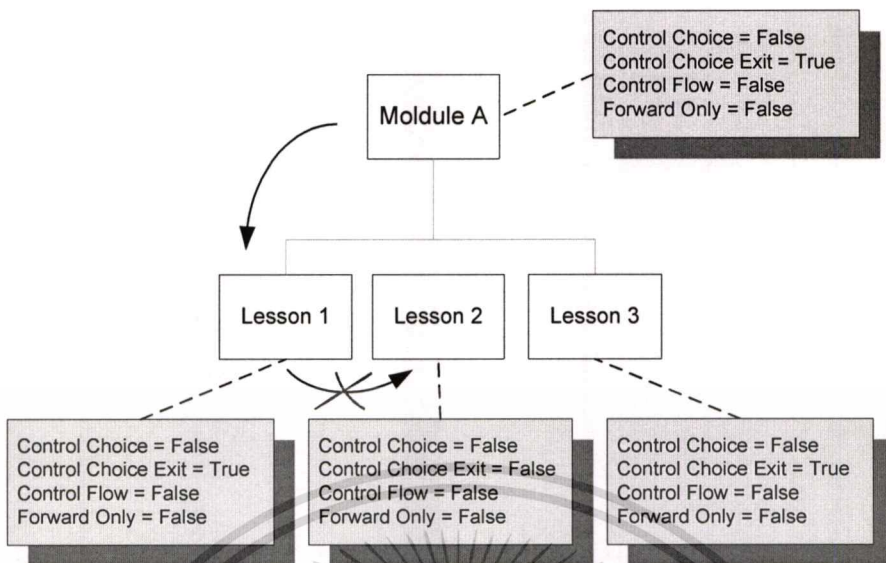 Control Choice = False
Control Choice Exit = True
Control Flow = False
Forward Only = False
Moldule A
Lesson 1
Lesson 2
Lesson 3
Control Choice = False
Control Choice Exit = True
Control Flow = False
Forward Only = False
Control Choice = False
Control Choice Exit = False
Control Flow = False
Forward Only = False
Control Choice = False
Control Choice Exit = True
Control Flow = False
Forward Only = False